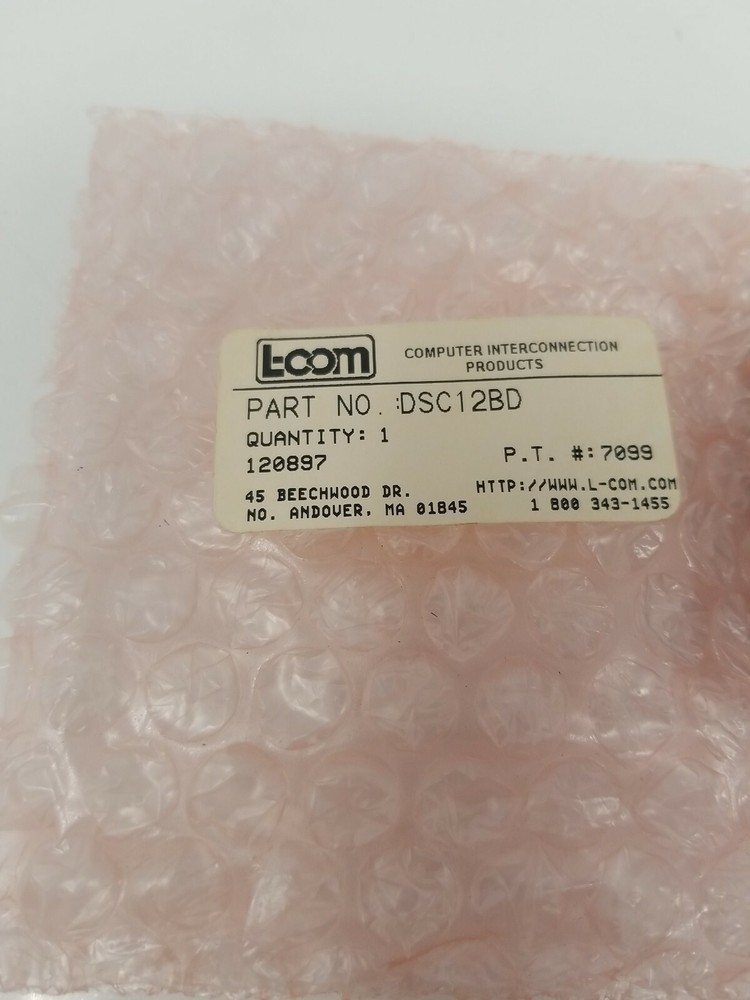 L-com
COMPUTER INTERCONNECTION
PRODUCTS
PART NO. :DSC12BD
QUANTITY: 1
120897
P.T. #:7099
45 BEECHWOOD DR.
NO. ANDOVER, MA 01845
HTTP://WWW.L-COM.COM
1 800 343-1455